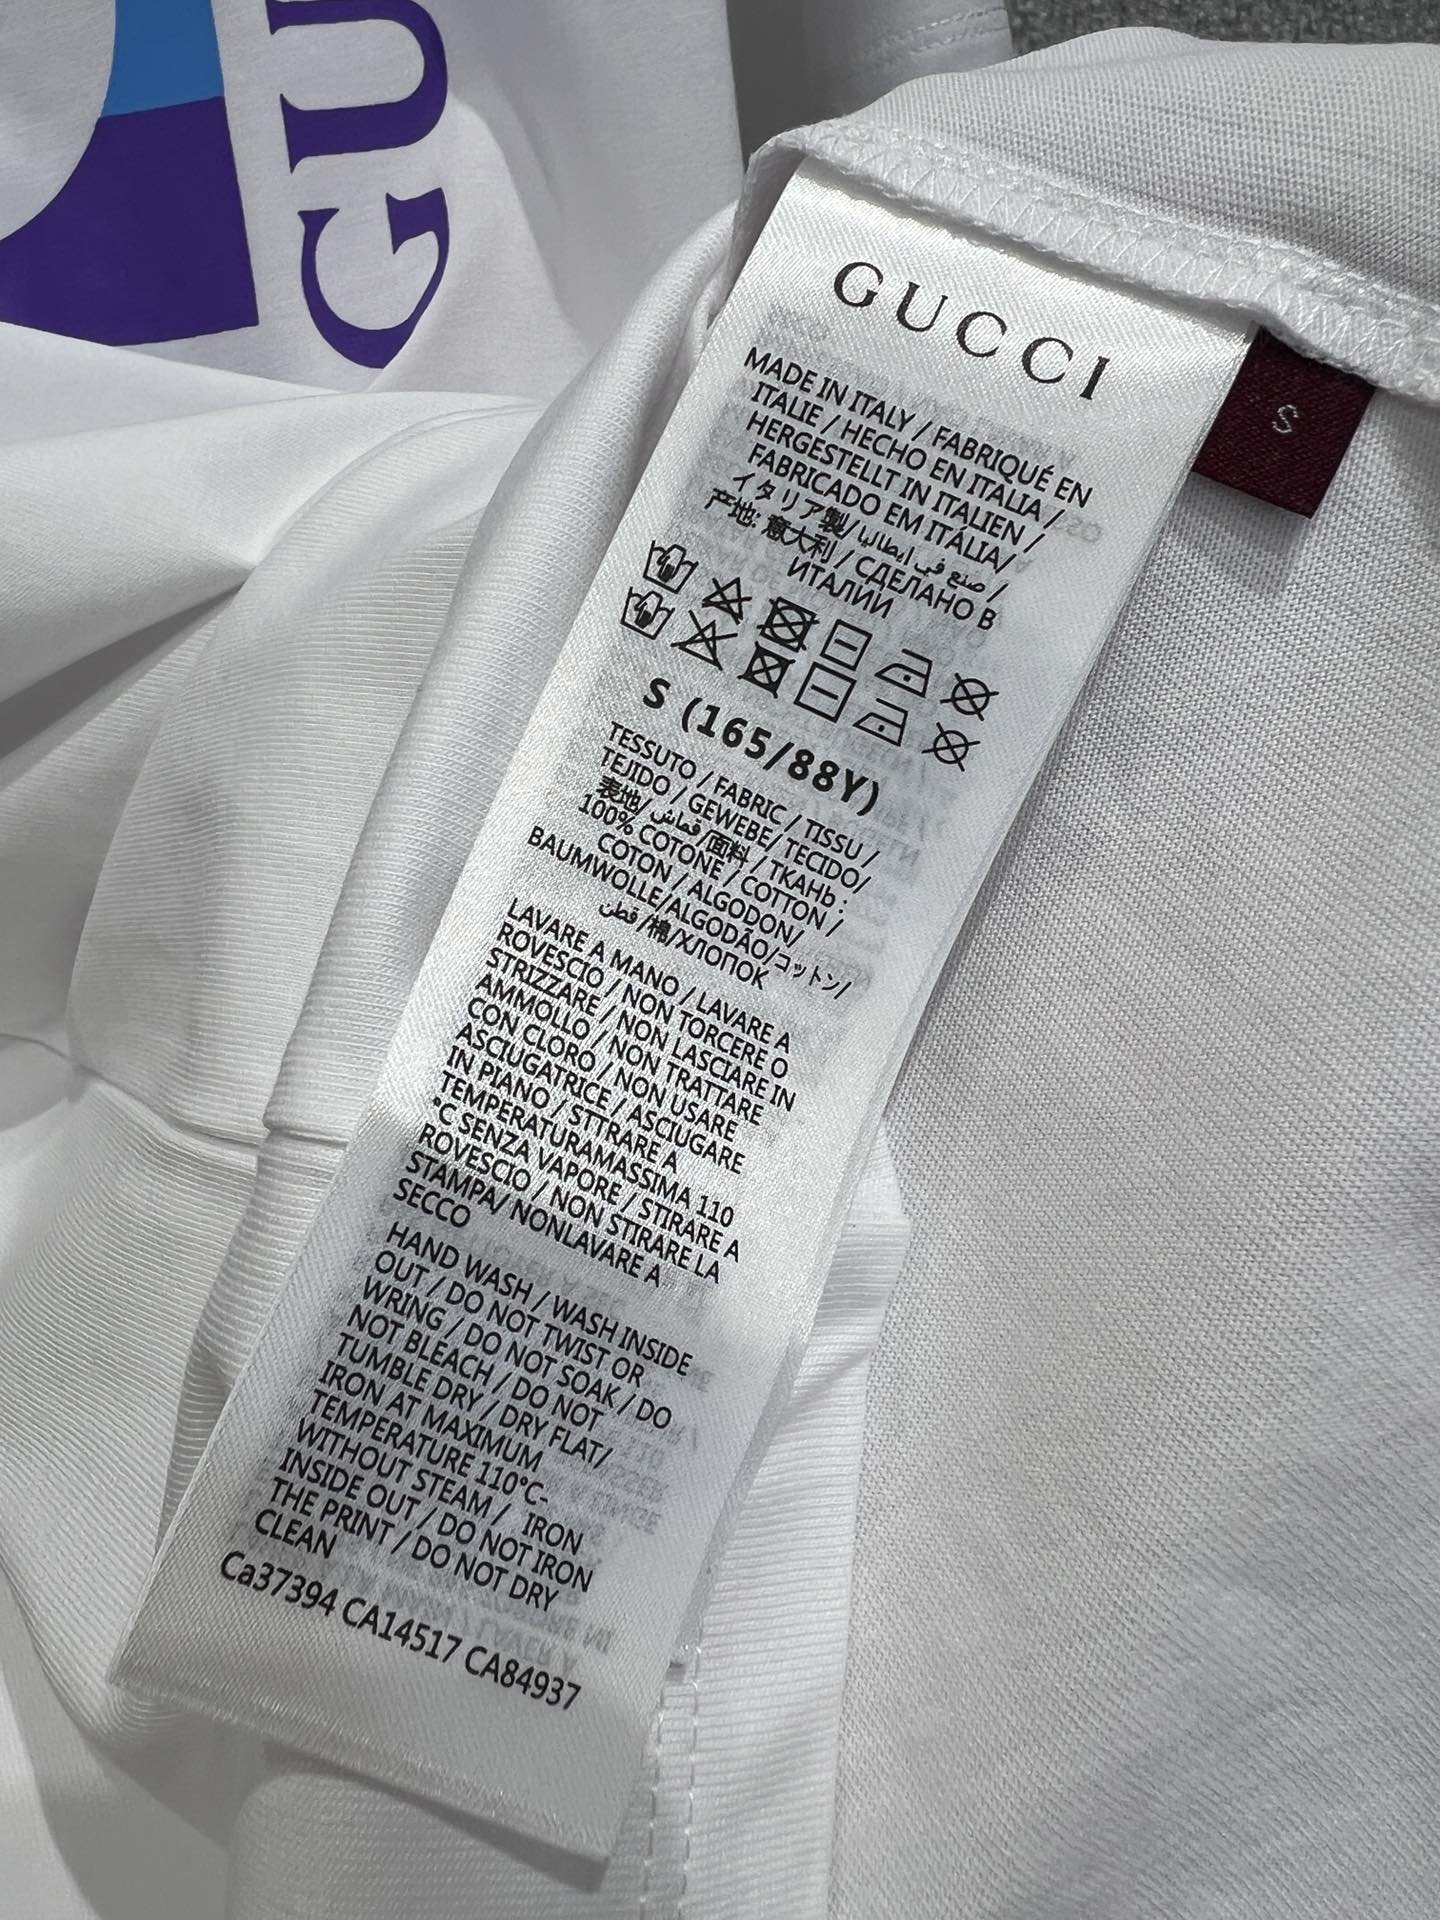 GU
GUCCI
S
MADE IN ITALY / FABRIQUÉ EN
ITALIE / HECHO EN ITALIA /
HERGESTELLT IN ITALIEN /
FABRICADO EM ITÁLIA/
イタリア製/صنع في ايطاليا /
产地: 意大利 / СДЕЛАНО В
ИТАЛИИ
S (165/88Y)
TESSUTO / FABRIC / TISSU /
TEJIDO / GEWEBE/ TECIDO/
表地/ قماش/面料 / ТКАНЬ :
100% COTONE / COTTON /
COTON / ALGODON/
BAUMWOLLE/ALGODÃO/コットン/
قطن /棉/ХЛОПОК
LAVARE A MANO / LAVARE A
ROVESCIO / NON TORCERE O
STRIZZARE / NON LASCIARE IN
AMMOLLO / NON TRATTARE
CON CLORO / NON USARE
ASCIUGATRICE / ASCIUGARE
IN PIANO / STTRARE A
TEMPERATURAMASSIMA 110
°C SENZA VAPORE / STIRARE A
ROVESCIO / NON STIRARE LA
STAMPA/ NONLAVARE A
SECCO
HAND WASH / WASH INSIDE
OUT / DO NOT TWIST OR
WRING / DO NOT SOAK / DO
NOT BLEACH / DO NOT
TUMBLE DRY / DRY FLAT/
IRON AT MAXIMUM
TEMPERATURE 110°C-
WITHOUT STEAM / IRON
INSIDE OUT / DO NOT IRON
THE PRINT / DO NOT DRY
CLEAN
Ca37394 CA14517 CA84937